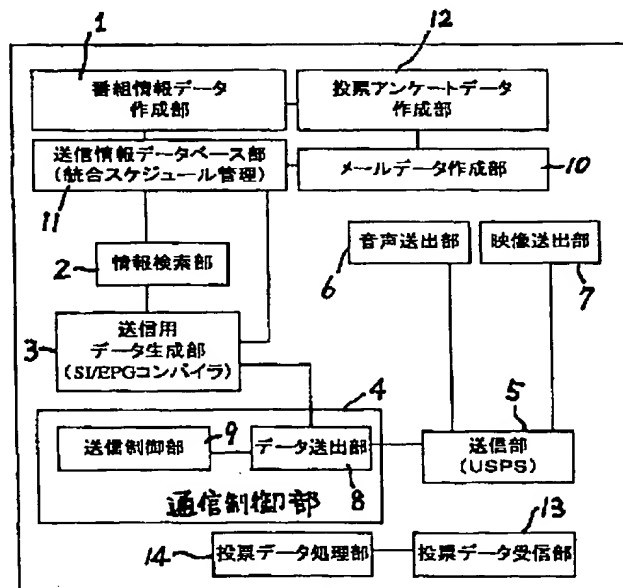 1
12
番組情報データ
作成部
投票アンケートデータ
作成部
送信情報データベース部
(統合スケジュール管理)
メールデータ作成部
10
11
音声送出部
映像送出部
6
7
2
情報検索部
3
送信用
データ生成部
(SI/EPGコンパイラ)
4
5
送信制御部
9
データ送出部
8
送信部
(USPS)
通信制御部
13
14
投票データ処理部
投票データ受信部